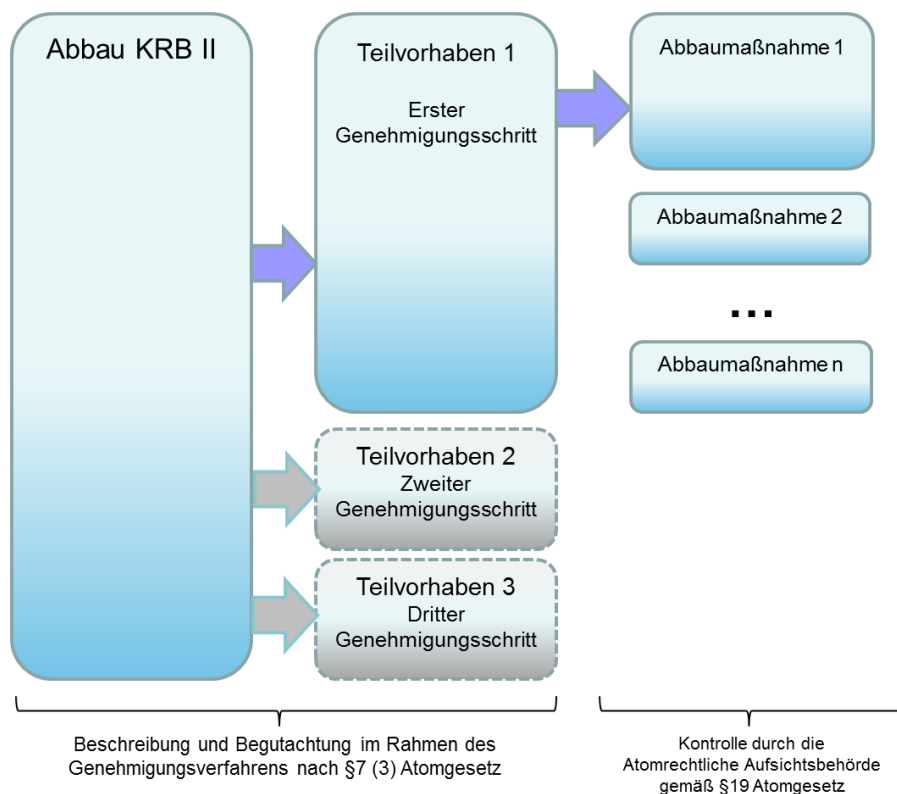 Abbau KRB II
Teilvorhaben 1
Erster
Genehmigungsschritt
Abbaumaßnahme 1
Abbaumaßnahme 2
...
Abbaumaßnahme n
Teilvorhaben 2
Zweiter
Genehmigungsschritt
Teilvorhaben 3
Dritter
Genehmigungsschritt
Beschreibung und Begutachtung im Rahmen des
Genehmigungsverfahrens nach §7 (3) Atomgesetz
Kontrolle durch die
Atomrechtliche Aufsichtsbehörde
gemäß §19 Atomgesetz